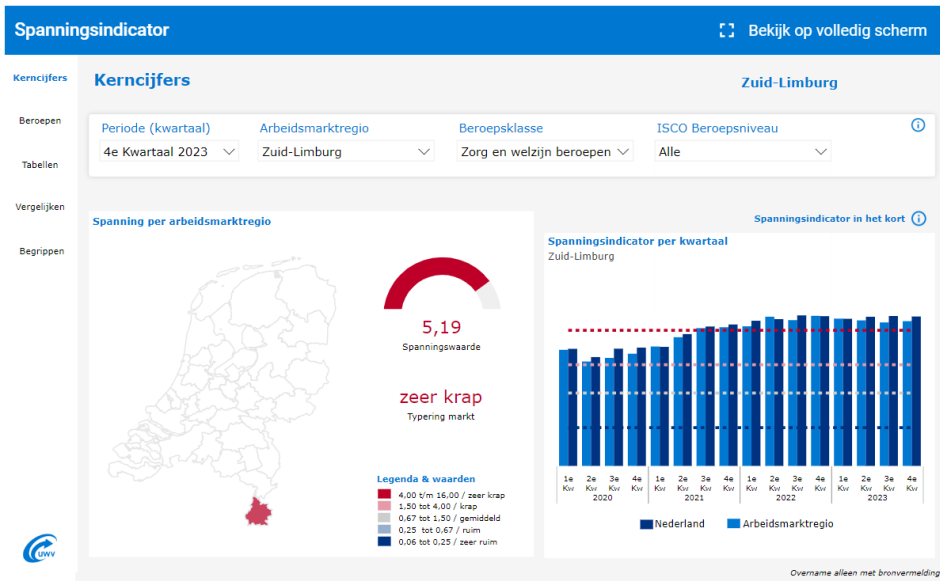 Spanningsindicator
Bekijk op volledig scherm
Kerncijfers
Beroepen
Tabellen
Vergelijken
Begrippen
Kerncijfers
Zuid-Limburg
Periode (kwartaal)
4e Kwartaal 2023
Arbeidsmarktregio
Zuid-Limburg
Beroepsklasse
Zorg en welzijn beroepen
ISCO Beroepsniveau
Alle
Spanning per arbeidsmarktregio
5,19
Spanningswaarde
zeer krap
Typering markt
Legenda & waarden
4,00 t/m 16,00 / zeer krap
1,50 tot 4,00 / krap
0,67 tot 1,50 / gemiddeld
0,25 tot 0,67 / ruim
0,06 tot 0,25 / zeer ruim
Spanningsindicator in het kort
Spanningsindicator per kwartaal
Zuid-Limburg
1e 2e 3e 4e 1e 2e 3e 4e 1e 2e 3e 4e 1e 2e 3e 4e
Kw Kw Kw Kw Kw Kw Kw Kw Kw Kw Kw Kw Kw Kw Kw Kw
2020 2021 2022 2023
Nederland Arbeidsmarktregio
UWV
Overname alleen met bronvermelding